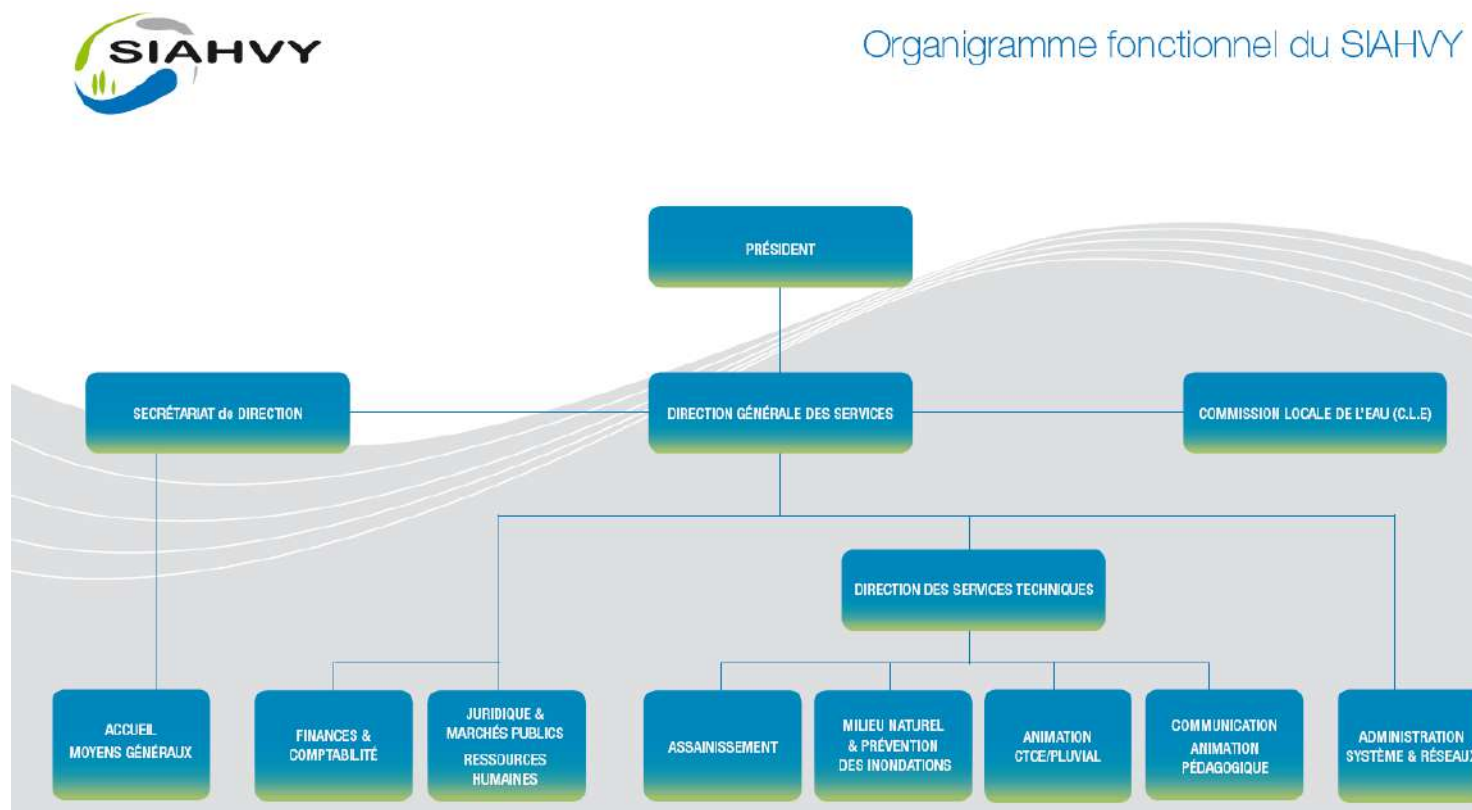 SIAHVY
Organigramme fonctionnel du SIAHVY
PRÉSIDENT
SECRÉTARIAT de DIRECTION
DIRECTION GÉNÉRALE DES SERVICES
COMMISSION LOCALE DE L'EAU (C.L.E)
DIRECTION DES SERVICES TECHNIQUES
ACCUEIL
MOYENS GÉNÉRAUX
FINANCES &
COMPTABILITÉ
JURIDIQUE &
MARCHÉS PUBLICS
RESSOURCES
HUMAINES
ASSAINISSEMENT
MILIEU NATUREL
& PRÉVENTION
DES INONDATIONS
ANIMATION
CTCE/PLUVIAL
COMMUNICATION
ANIMATION
PÉDAGOGIQUE
ADMINISTRATION
SYSTÈME & RÉSEAUX